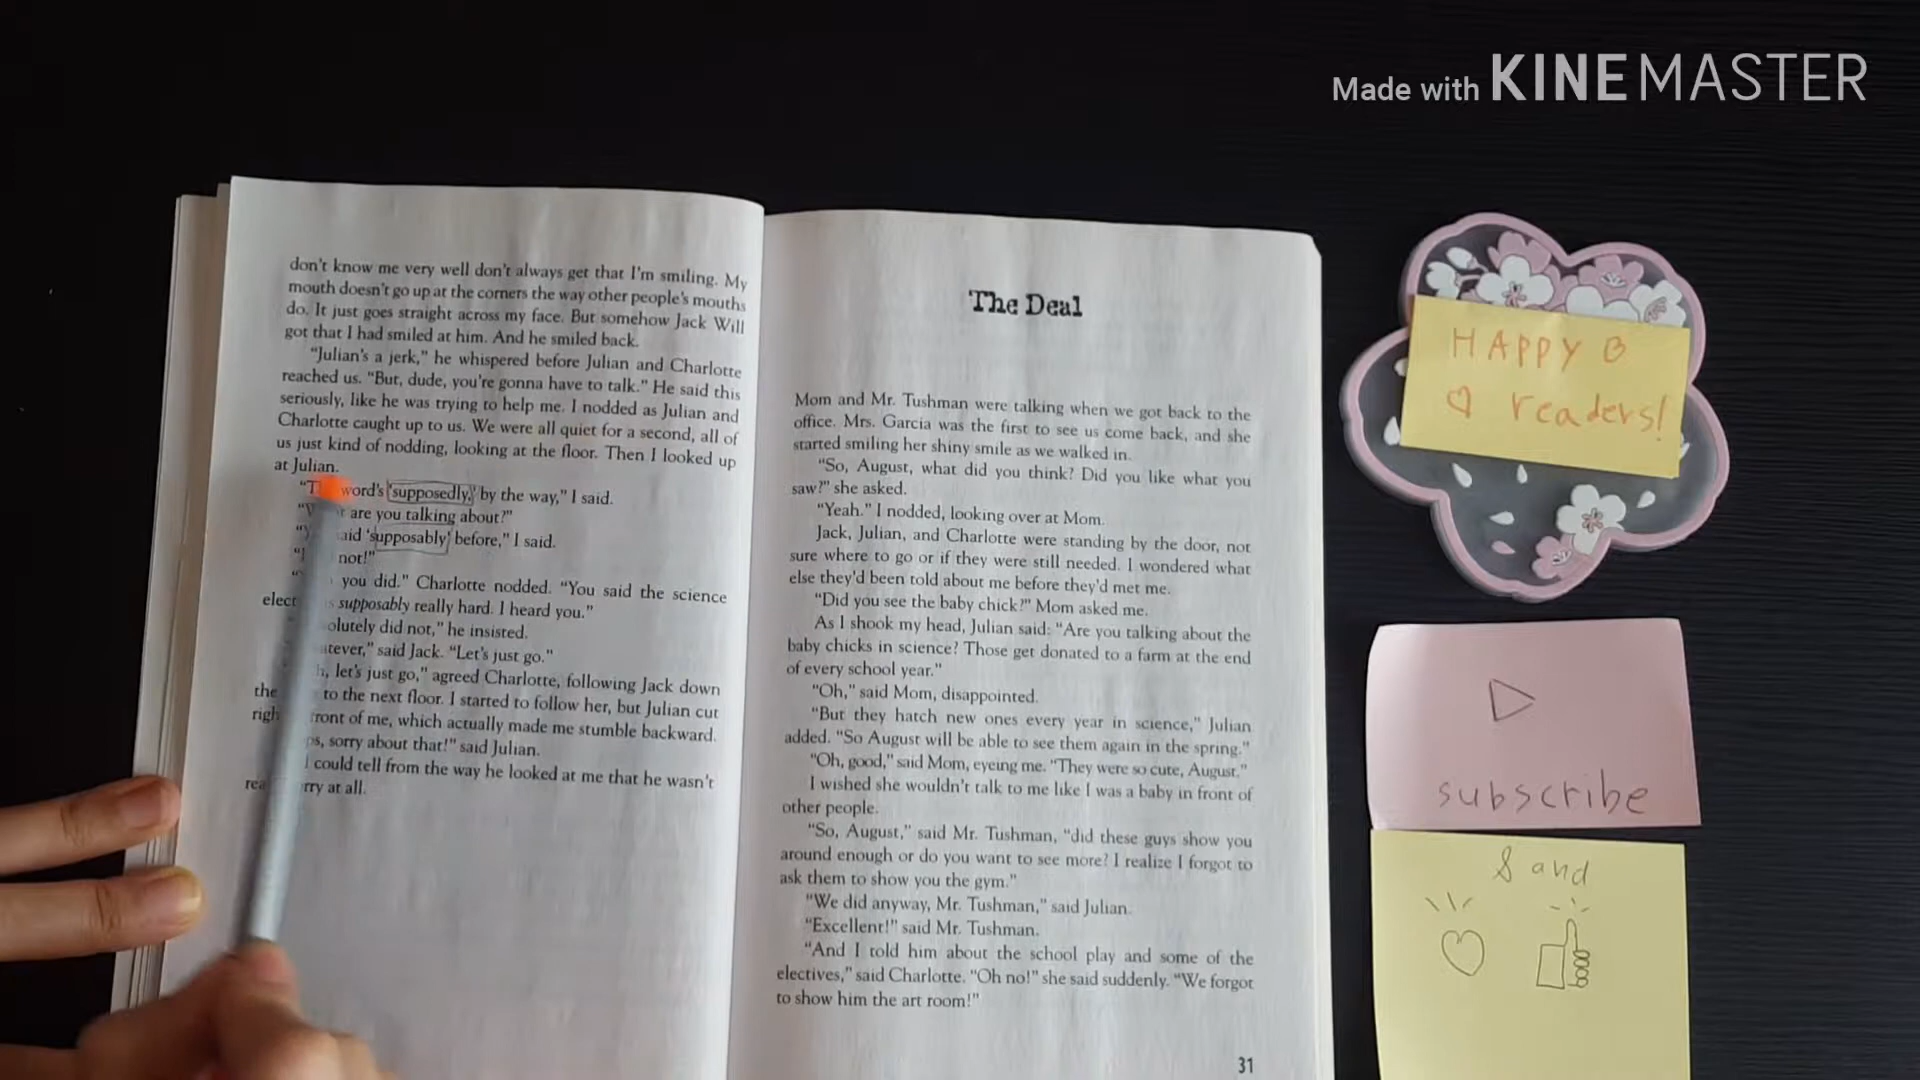 Made with KINEMASTER
don't know me very well don't always get that I'm smiling. My
mouth doesn't go up at the corners the way other people's mouths
do. It just goes straight across my face. But somehow Jack Will
got that I had smiled at him. And he smiled back.
"Julian's a jerk," he whispered before Julian and Charlotte
reached us. "But, dude, you're gonna have to talk." He said this
seriously, like he was trying to help me. I nodded as Julian and
Charlotte caught up to us. We were all quiet for a second, all of
us just kind of nodding, looking at the floor. Then I looked up
at Julian.
word's 'supposedly,' by the way," I said.
are you talking about?"
'supposably' before," I said.
not!"
you did." Charlotte nodded. "You said the science
supposably really hard. I heard you."
did not," he insisted.
said Jack. "Let's just go."
let's just go," agreed Charlotte, following Jack down
the to the next floor. I started to follow her, but Julian cut
of me, which actually made me stumble backward.
sorry about that!" said Julian.
I could tell from the way he looked at me that he wasn't
at all.
The Deal
Mom and Mr. Tushman were talking when we got back to the
office. Mrs. Garcia was the first to see us come back, and she
started smiling her shiny smile as we walked in.
"So, August, what did you think? Did you like what you
saw?" she asked.
"Yeah." I nodded, looking over at Mom.
Jack, Julian, and Charlotte were standing by the door, not
sure where to go or if they were still needed. I wondered what
else they'd been told about me before they'd met me.
"Did you see the baby chick?" Mom asked me.
As I shook my head, Julian said: "Are you talking about the
baby chicks in science? Those get donated to a farm at the end
of every school year."
"Oh," said Mom, disappointed.
"But they hatch new ones every year in science," Julian
added. "So August will be able to see them again in the spring."
"Oh, good," said Mom, eyeing me. "They were so cute, August."
I wished she wouldn't talk to me like I was a baby in front of
other people.
"So, August," said Mr. Tushman, "did these guys show you
around enough or do you want to see more? I realize I forgot to
ask them to show you the gym."
"We did anyway, Mr. Tushman," said Julian.
"Excellent!" said Mr. Tushman.
"And I told him about the school play and some of the
electives," said Charlotte. "Oh no!" she said suddenly. "We forgot
to show him the art room!"
31
HAPPY B
readers!
subscribe
& and